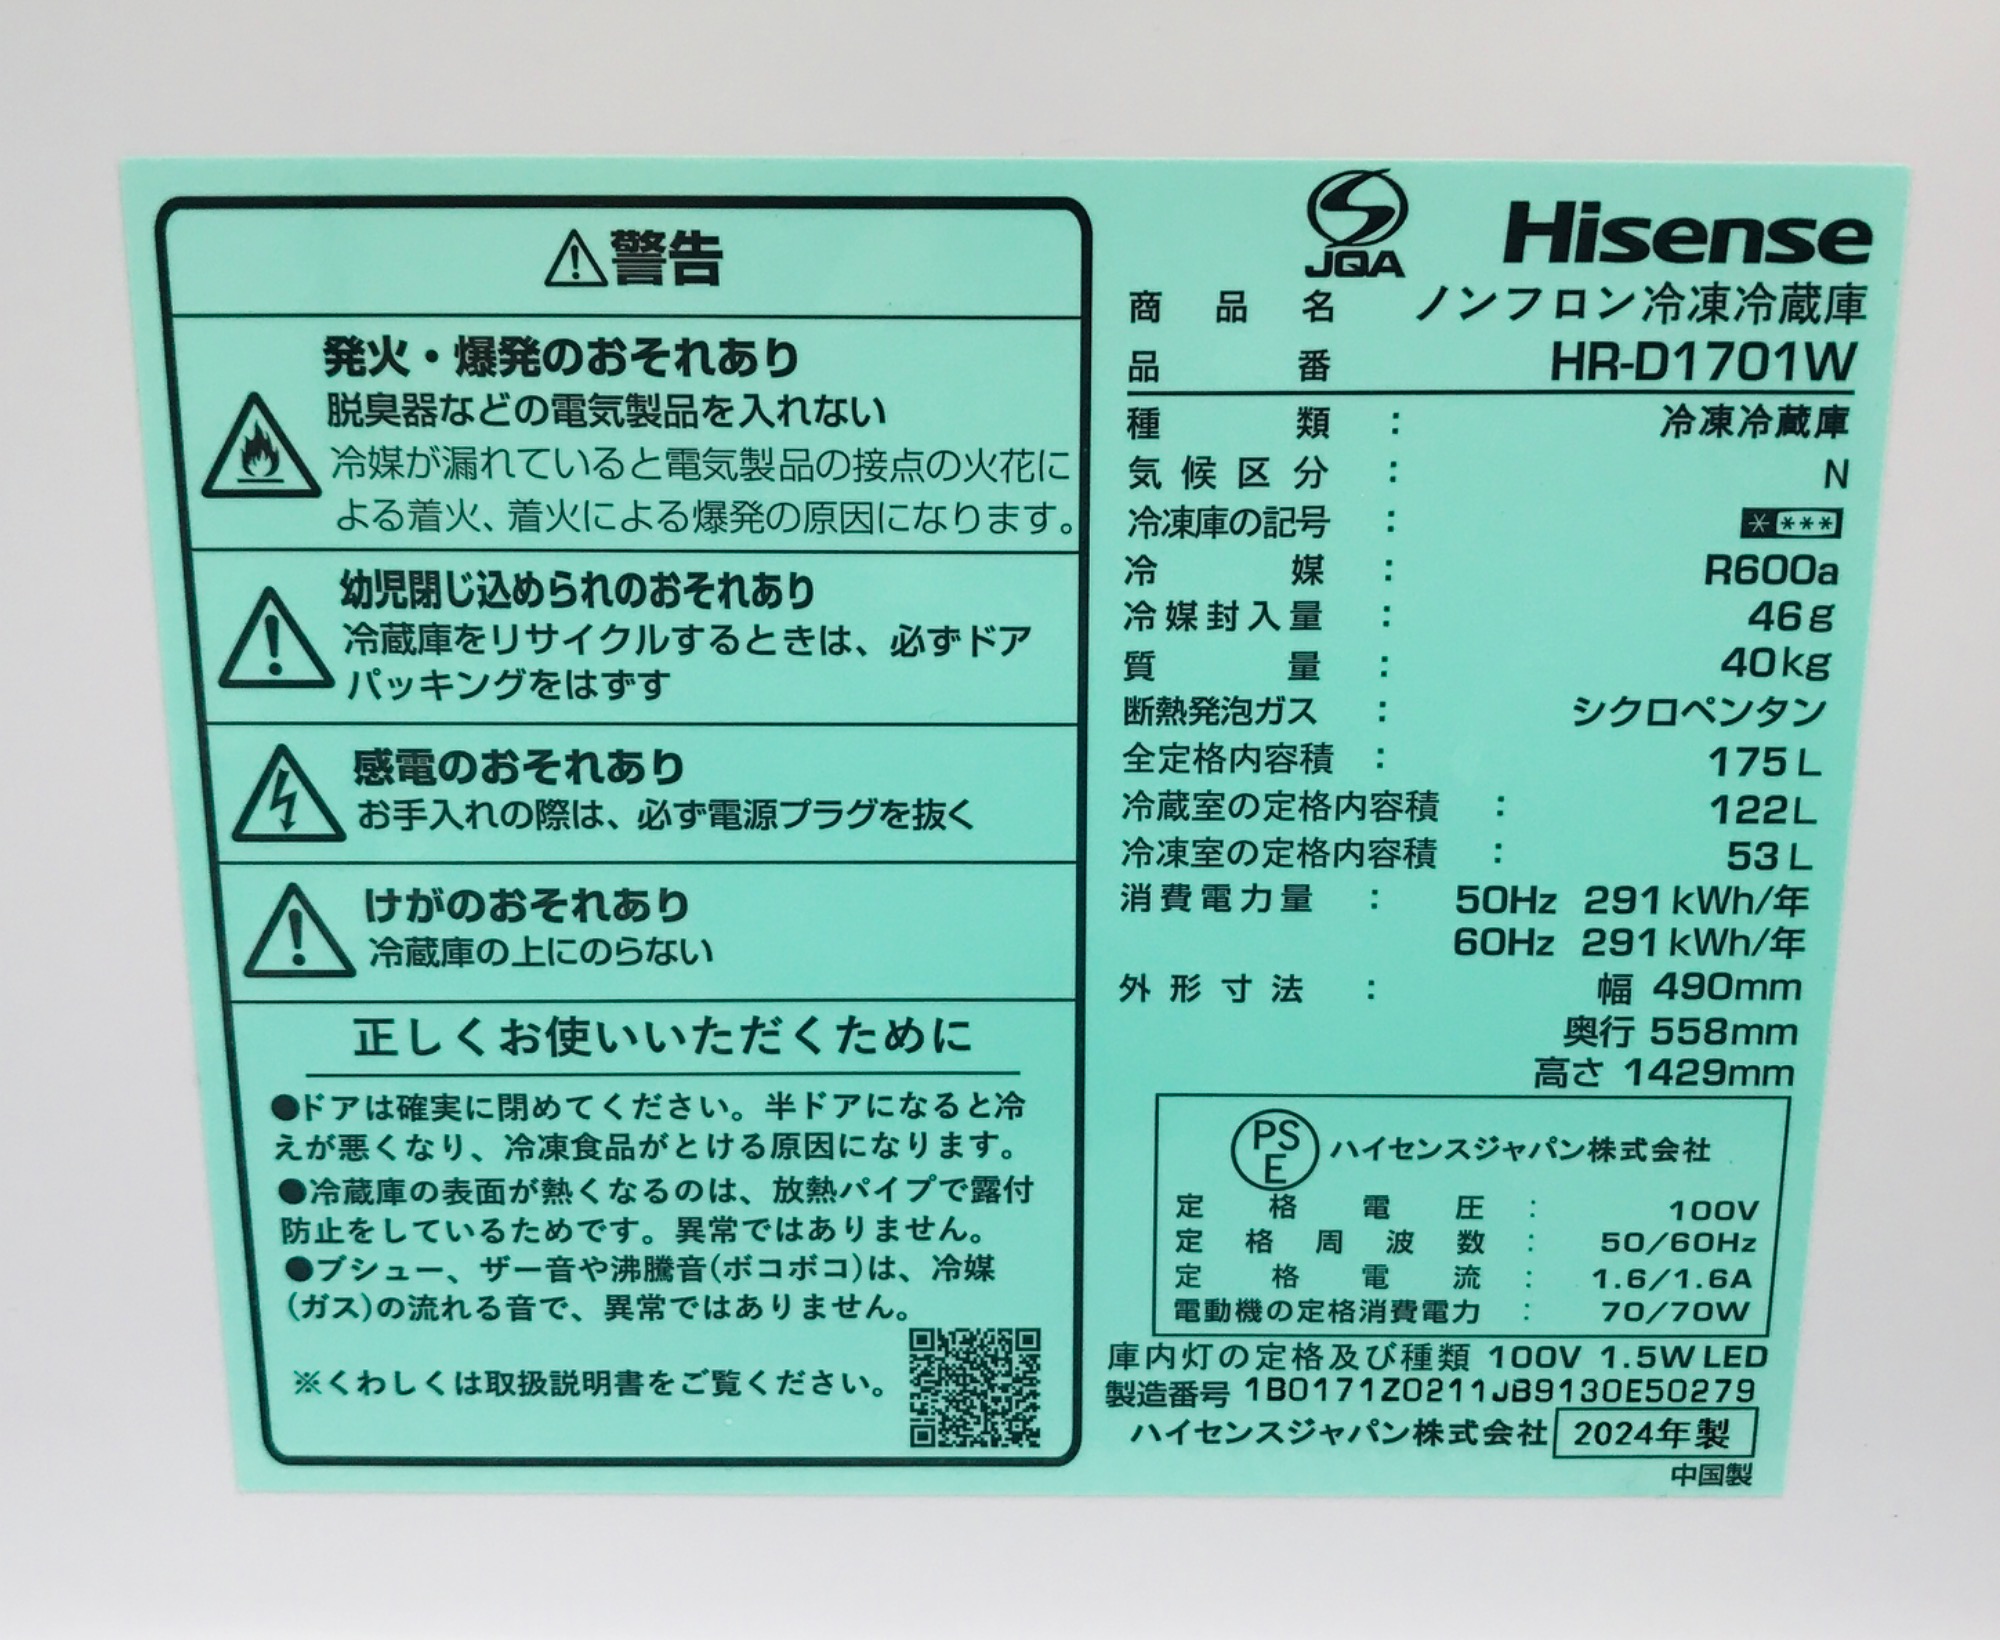 警告
発火・爆発のおそれあり
脱臭器などの電気製品を入れない
冷媒が漏れていると電気製品の接点の火花に
よる着火、着火による爆発の原因になります。
幼児閉じ込められのおそれあり
冷蔵庫をリサイクルするときは、必ずドア
パッキングをはずす
感電のおそれあり
お手入れの際は、必ず電源プラグを抜く
けがのおそれあり
冷蔵庫の上にのらない
正しくお使いいただくために
●ドアは確実に閉めてください。半ドアになると冷
えが悪くなり、冷凍食品がとける原因になります。
●冷蔵庫の表面が熱くなるのは、放熱パイプで露付
防止をしているためです。異常ではありません。
●ブシュー、ザー音や沸騰音(ボコボコ)は、冷媒
(ガス)の流れる音で、異常ではありません。
※くわしくは取扱説明書をご覧ください。
JQA
Hisense
商品名 ノンフロン冷凍冷蔵庫
品番 HR-D1701W
種類 : 冷凍冷蔵庫
気候区分 : N
冷凍庫の記号 : * ***
冷媒 : R600a
冷媒封入量 : 46g
質量 : 40kg
断熱発泡ガス : シクロペンタン
全定格内容積 : 175L
冷蔵室の定格内容積 : 122L
冷凍室の定格内容積 : 53L
消費電力量 : 50Hz 291kWh/年
60Hz 291kWh/年
外形寸法 : 幅 490mm
奥行 558mm
高さ 1429mm
PSE ハイセンスジャパン株式会社
定格電圧 : 100V
定格周波数 : 50/60Hz
定格電流 : 1.6/1.6A
電動機の定格消費電力 : 70/70W
庫内灯の定格及び種類 100V 1.5W LED
製造番号 1B0171Z0211JB9130E50279
ハイセンスジャパン株式会社 2024年製
中国製